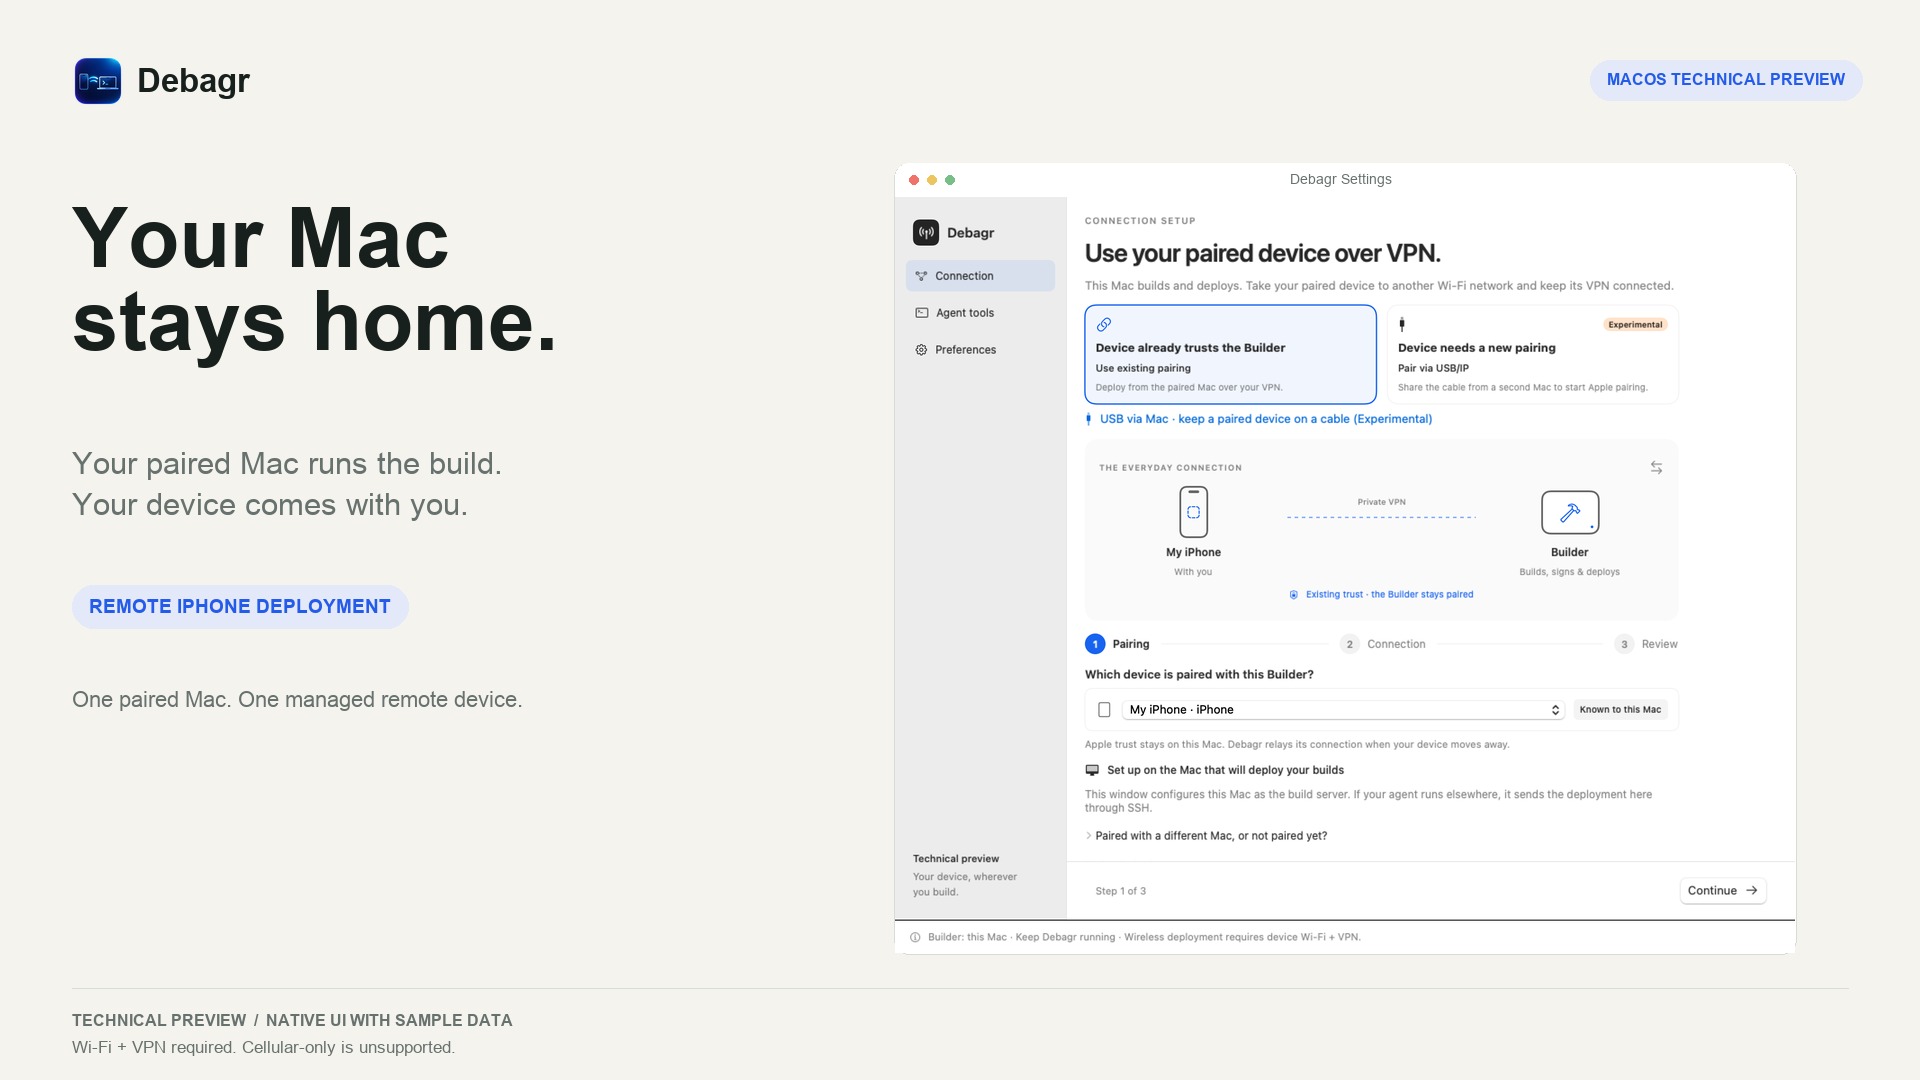 Debagr
MACOS TECHNICAL PREVIEW
Your Mac
stays home.
Your paired Mac runs the build.
Your device comes with you.
REMOTE IPHONE DEPLOYMENT
One paired Mac. One managed remote device.
Debagr Settings
Debagr
Connection
Agent tools
Preferences
Technical preview
Your device, wherever
you build.
CONNECTION SETUP
Use your paired device over VPN.
This Mac builds and deploys. Take your paired device to another Wi-Fi network and keep its VPN connected.
Device already trusts the Builder
Use existing pairing
Deploy from the paired Mac over your VPN.
Experimental
Device needs a new pairing
Pair via USB/IP
Share the cable from a second Mac to start Apple pairing.
USB via Mac · keep a paired device on a cable (Experimental)
THE EVERYDAY CONNECTION
Private VPN
My iPhone
With you
Builder
Builds, signs & deploys
Existing trust · the Builder stays paired
1 Pairing
2 Connection
3 Review
Which device is paired with this Builder?
My iPhone · iPhone
Known to this Mac
Apple trust stays on this Mac. Debagr relays its connection when your device moves away.
Set up on the Mac that will deploy your builds
This window configures this Mac as the build server. If your agent runs elsewhere, it sends the deployment here
through SSH.
Paired with a different Mac, or not paired yet?
Step 1 of 3
Continue
Builder: this Mac · Keep Debagr running · Wireless deployment requires device Wi-Fi + VPN.
TECHNICAL PREVIEW / NATIVE UI WITH SAMPLE DATA
Wi-Fi + VPN required. Cellular-only is unsupported.